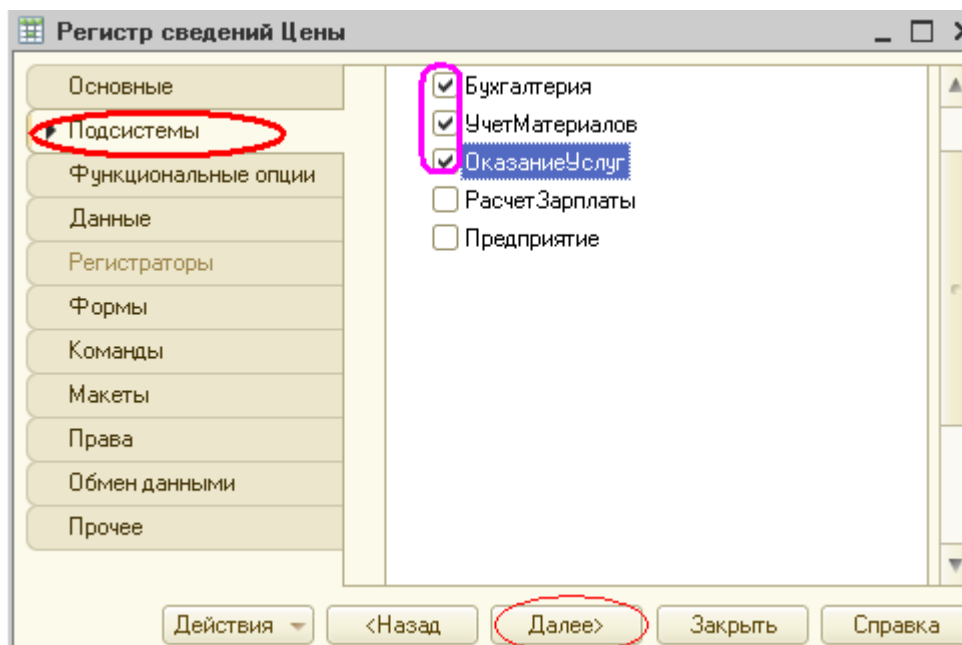 Регистр сведений Цены
Основные
Подсистемы
Функциональные опции
Данные
Регистраторы
Формы
Команды
Макеты
Права
Обмен данными
Прочее
Бухгалтерия
УчетМатериалов
ОказаниеУслуг
РасчетЗарплаты
Предприятие
Действия
<Назад
Далее>
Закрыть
Справка